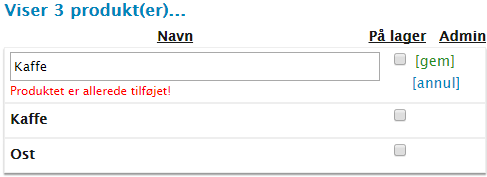 Viser 3 produkt(er)...
Navn På lager Admin
Kaffe [gem]
Produktet er allerede tilføjet! [annul]
Kaffe
Ost